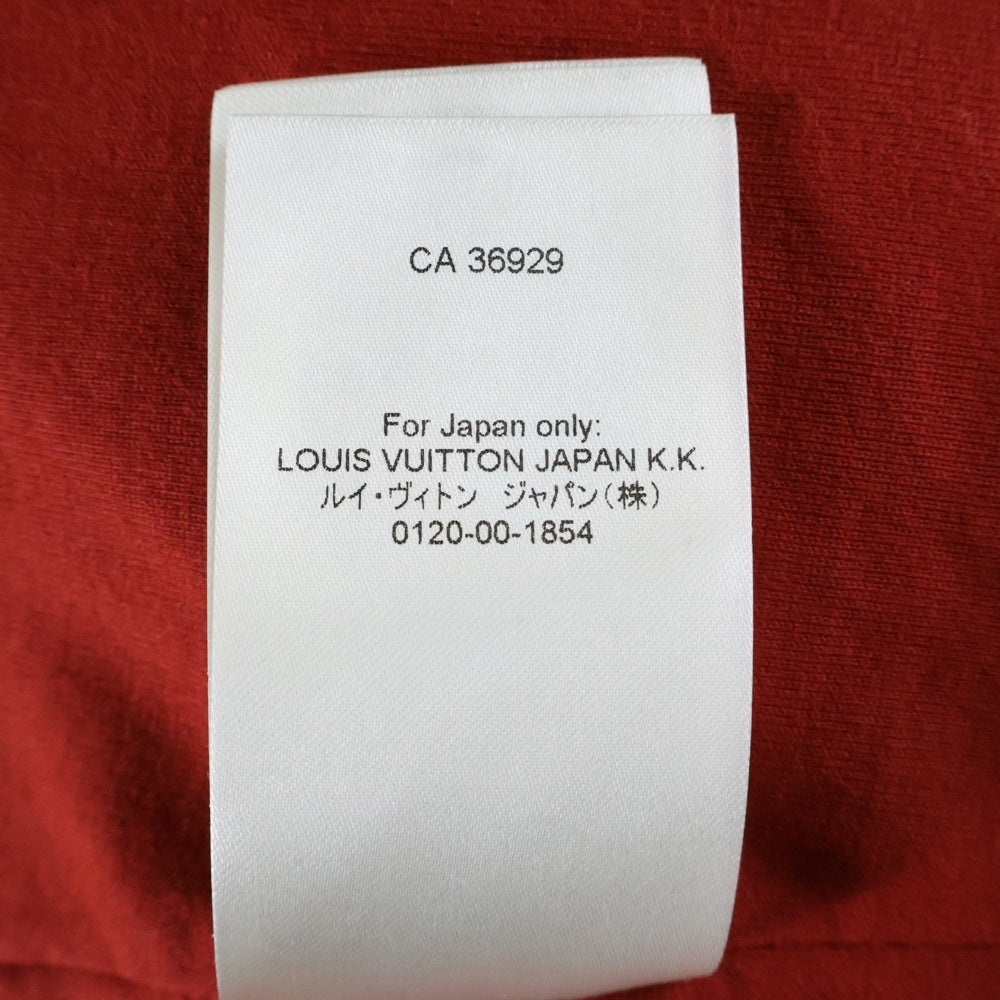 CA 36929
For Japan only:
LOUIS VUITTON JAPAN K.K.
ルイ・ヴィトン ジャパン(株)
0120-00-1854